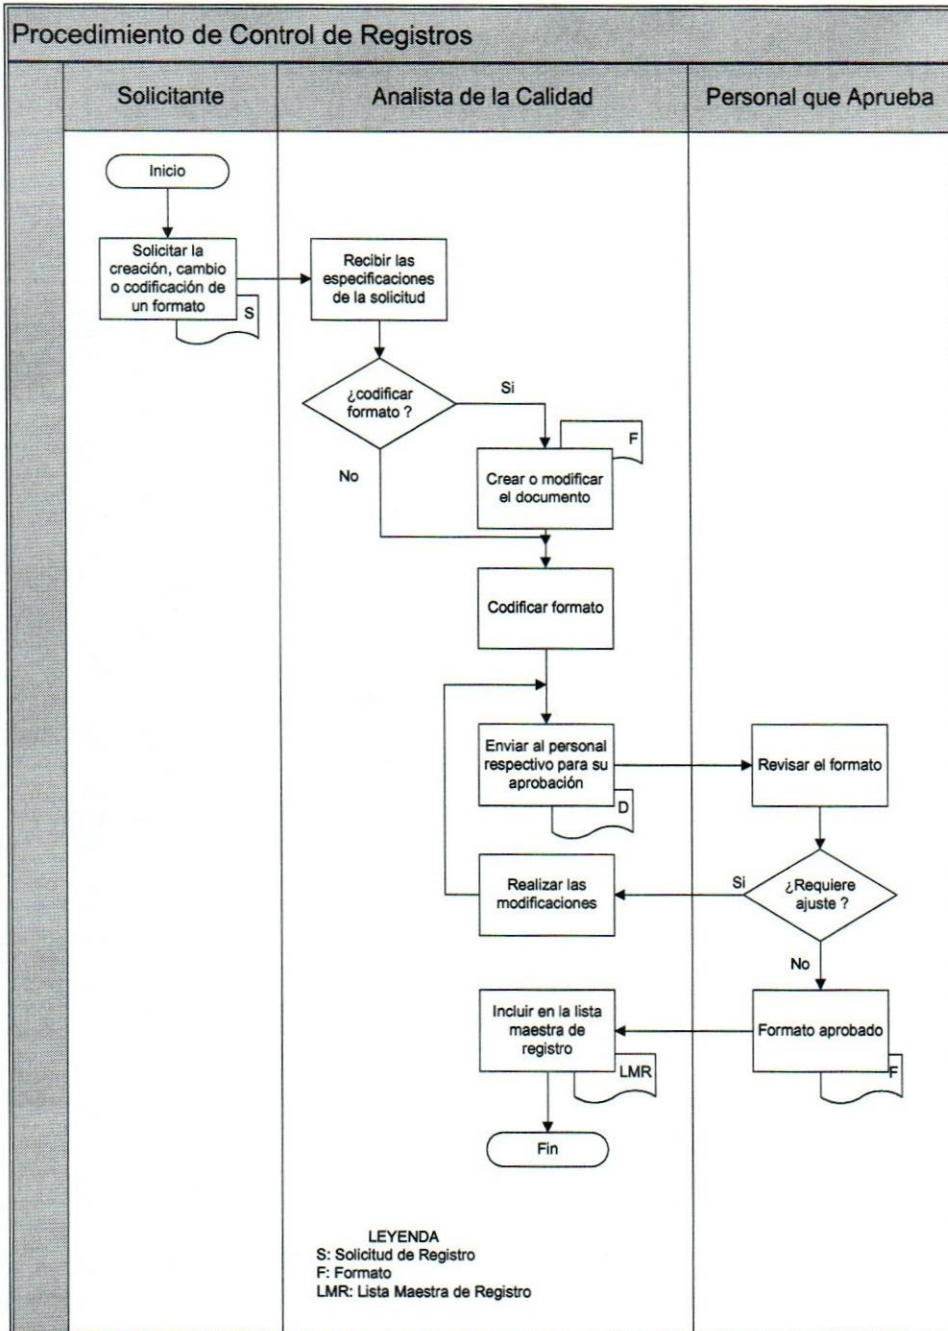 Procedimiento de Control de Registros
Solicitante
Analista de la Calidad
Personal que Aprueba
Inicio
Solicitar la
creación, cambio
o codificación de
un formato
S
Recibir las
especificaciones
de la solicitud
¿codificar
formato ?
Si
No
F
Crear o modificar
el documento
Codificar formato
Enviar al personal
respectivo para su
aprobación
D
Revisar el formato
¿Requiere
ajuste ?
Si
Realizar las
modificaciones
No
Formato aprobado
F
Incluir en la lista
maestra de
registro
LMR
Fin
LEYENDA
S: Solicitud de Registro
F: Formato
LMR: Lista Maestra de Registro